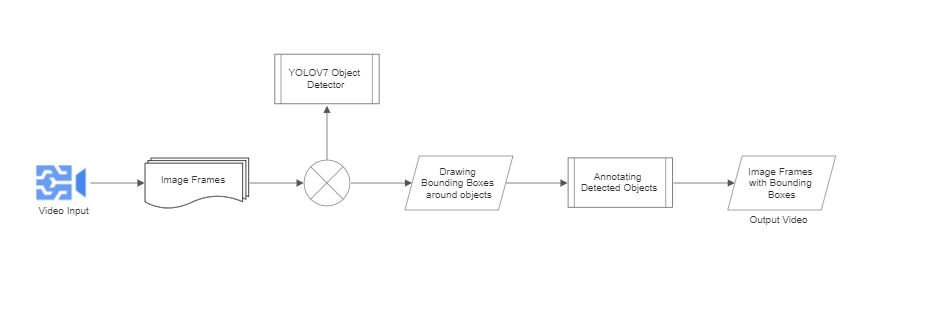 YOLOV7 Object
Detector
Video Input
Image Frames
Drawing
Bounding Boxes
around objects
Annotating
Detected Objects
Image Frames
with Bounding
Boxes
Output Video